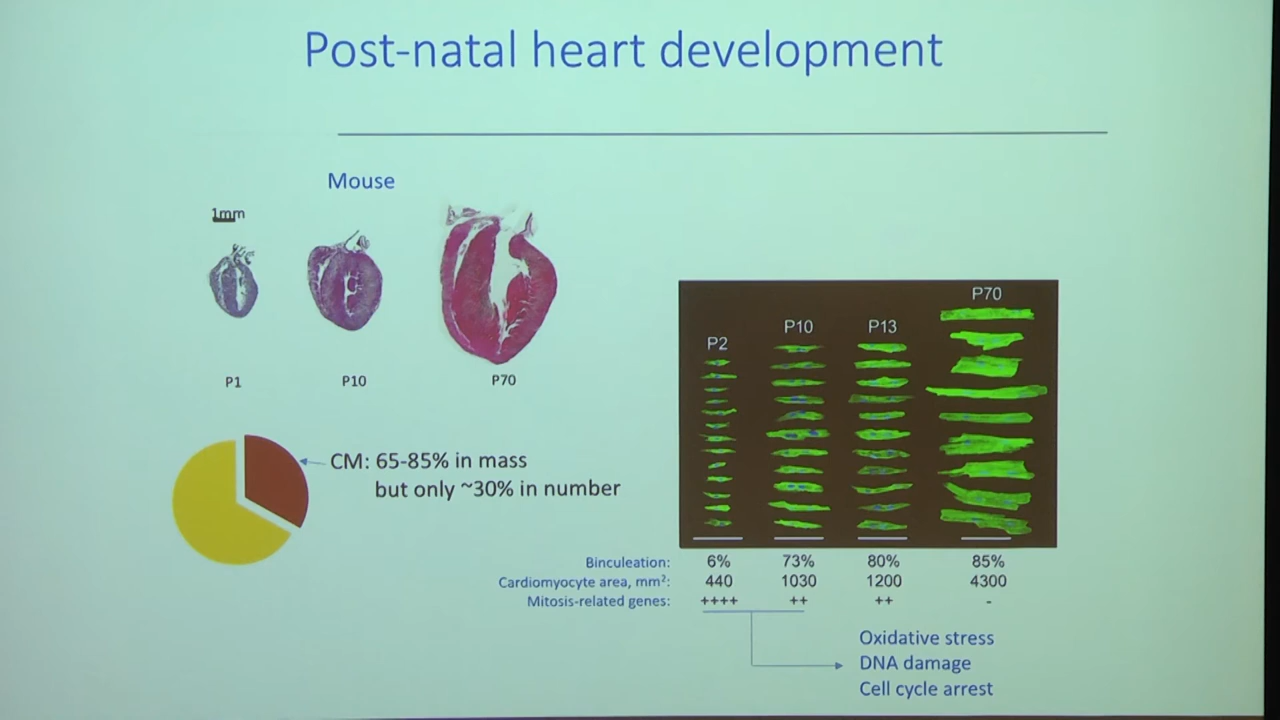 Post-natal heart development
Mouse
1mm
P1 P10 P70
CM: 65-85% in mass
but only ~30% in number
P2 P10 P13 P70
Binculeation: 6% 73% 80% 85%
Cardiomyocyte area, mm²: 440 1030 1200 4300
Mitosis-related genes: ++++ ++ ++ -
Oxidative stress
DNA damage
Cell cycle arrest